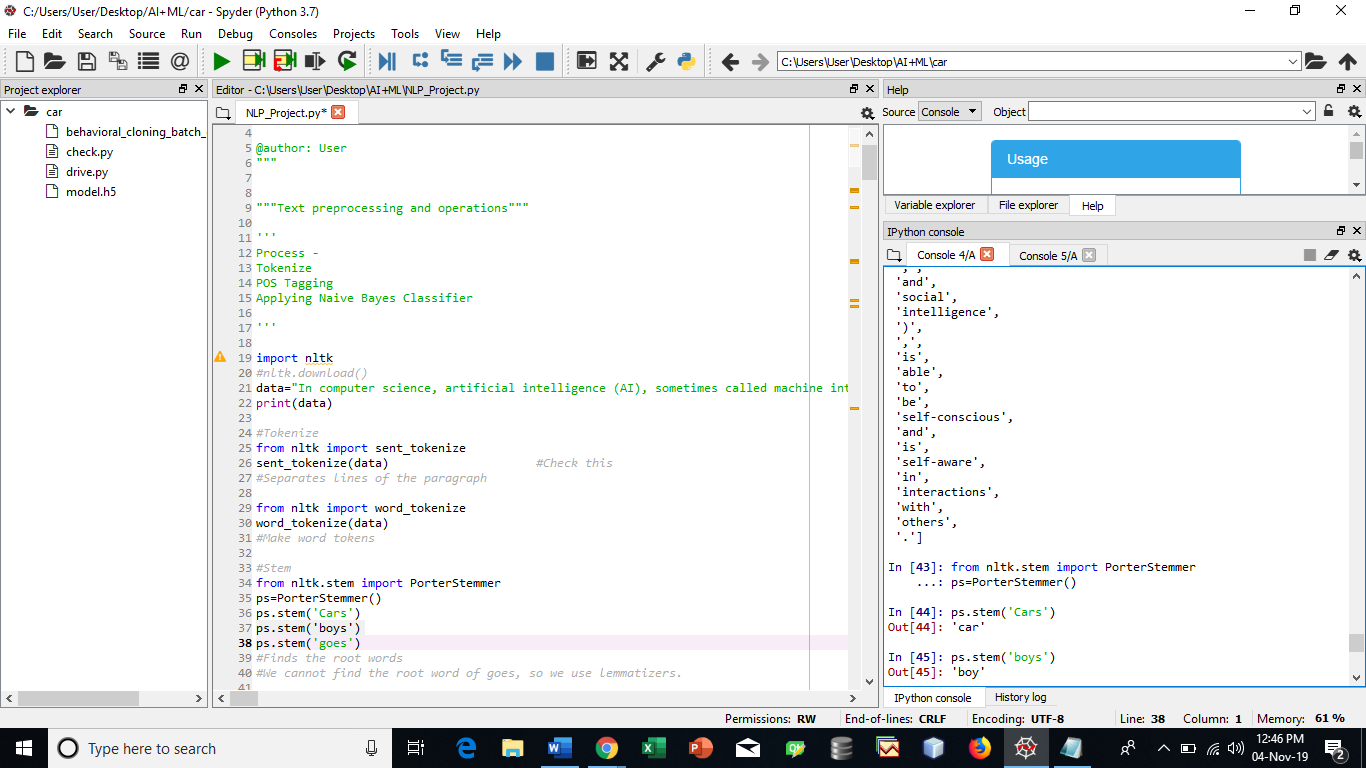 C:/Users/User/Desktop/AI+ML/car - Spyder (Python 3.7)
File Edit Search Source Run Debug Consoles Projects Tools View Help
C:\Users\User\Desktop\AI+ML\car
Project explorer
car
behavioral_cloning_batch_
check.py
drive.py
model.h5
Editor - C:\Users\User\Desktop\AI+ML\NLP_Project.py
NLP_Project.py*
4
5 @author: User
6 """
7
8
9 """Text preprocessing and operations"""
10
11 '''
12 Process -
13 Tokenize
14 POS Tagging
15 Applying Naive Bayes Classifier
16
17 '''
18
19 import nltk
20 #nltk.download()
21 data="In computer science, artificial intelligence (AI), sometimes called machine int
22 print(data)
23
24 #Tokenize
25 from nltk import sent_tokenize
26 sent_tokenize(data) #Check this
27 #Separates lines of the paragraph
28
29 from nltk import word_tokenize
30 word_tokenize(data)
31 #Make word tokens
32
33 #Stem
34 from nltk.stem import PorterStemmer
35 ps=PorterStemmer()
36 ps.stem('Cars')
37 ps.stem('boys')
38 ps.stem('goes')
39 #Finds the root words
40 #We cannot find the root word of goes, so we use lemmatizers.
41
Help
Source Console Object
Usage
Variable explorer File explorer Help
IPython console
Console 4/A Console 5/A
',',
'and',
'social',
'intelligence',
')',
',',
'is',
'able',
'to',
'be',
'self-conscious',
'and',
'is',
'self-aware',
'in',
'interactions',
'with',
'others',
'.']
In [43]: from nltk.stem import PorterStemmer
...: ps=PorterStemmer()
In [44]: ps.stem('Cars')
Out[44]: 'car'
In [45]: ps.stem('boys')
Out[45]: 'boy'
IPython console History log
Permissions: RW End-of-lines: CRLF Encoding: UTF-8 Line: 38 Column: 1 Memory: 61 %
Type here to search
12:46 PM
04-Nov-19
2